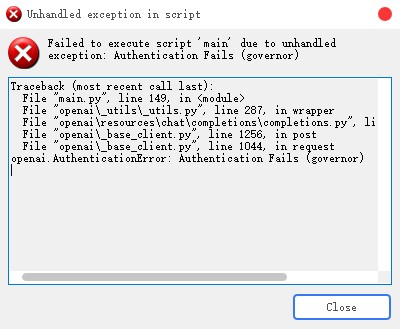 Unhandled exception in script
Failed to execute script 'main' due to unhandled
exception: Authentication Fails (governor)
Traceback (most recent call last):
  File "main.py", line 149, in <module>
  File "openai\_utils\_utils.py", line 287, in wrapper
  File "openai\resources\chat\completions\completions.py", li
  File "openai\_base_client.py", line 1256, in post
  File "openai\_base_client.py", line 1044, in request
openai.AuthenticationError: Authentication Fails (governor)
Close